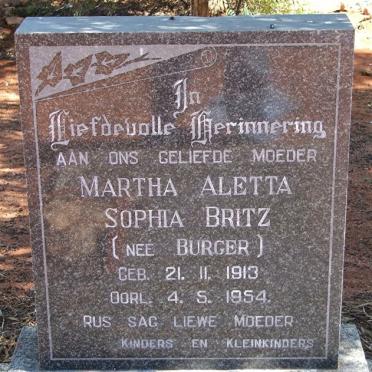 In
Liefdevolle Herinnering
AAN ONS GELIEFDE MOEDER
MARTHA ALETTA
SOPHIA BRITZ
(NEE BURGER)
GEB. 21. 11. 1913
OORL. 4. 5. 1954.
RUS SAG LIEWE MOEDER
KINDERS EN KLEINKINDERS